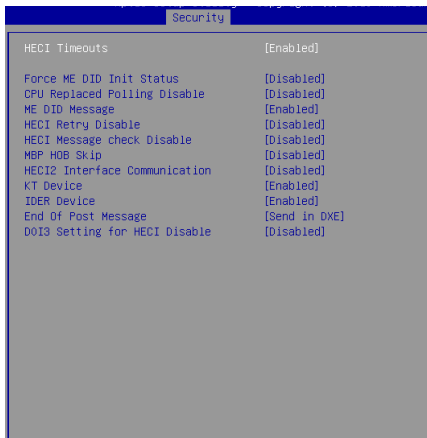 Security
HECI Timeouts [Enabled]
Force ME DID Init Status [Disabled]
CPU Replaced Polling Disable [Disabled]
ME DID Message [Enabled]
HECI Retry Disable [Disabled]
HECI Message check Disable [Disabled]
MBP HOB Skip [Disabled]
HECI2 Interface Communication [Disabled]
KT Device [Enabled]
IDER Device [Enabled]
End Of Post Message [Send in DXE]
D0I3 Setting for HECI Disable [Disabled]